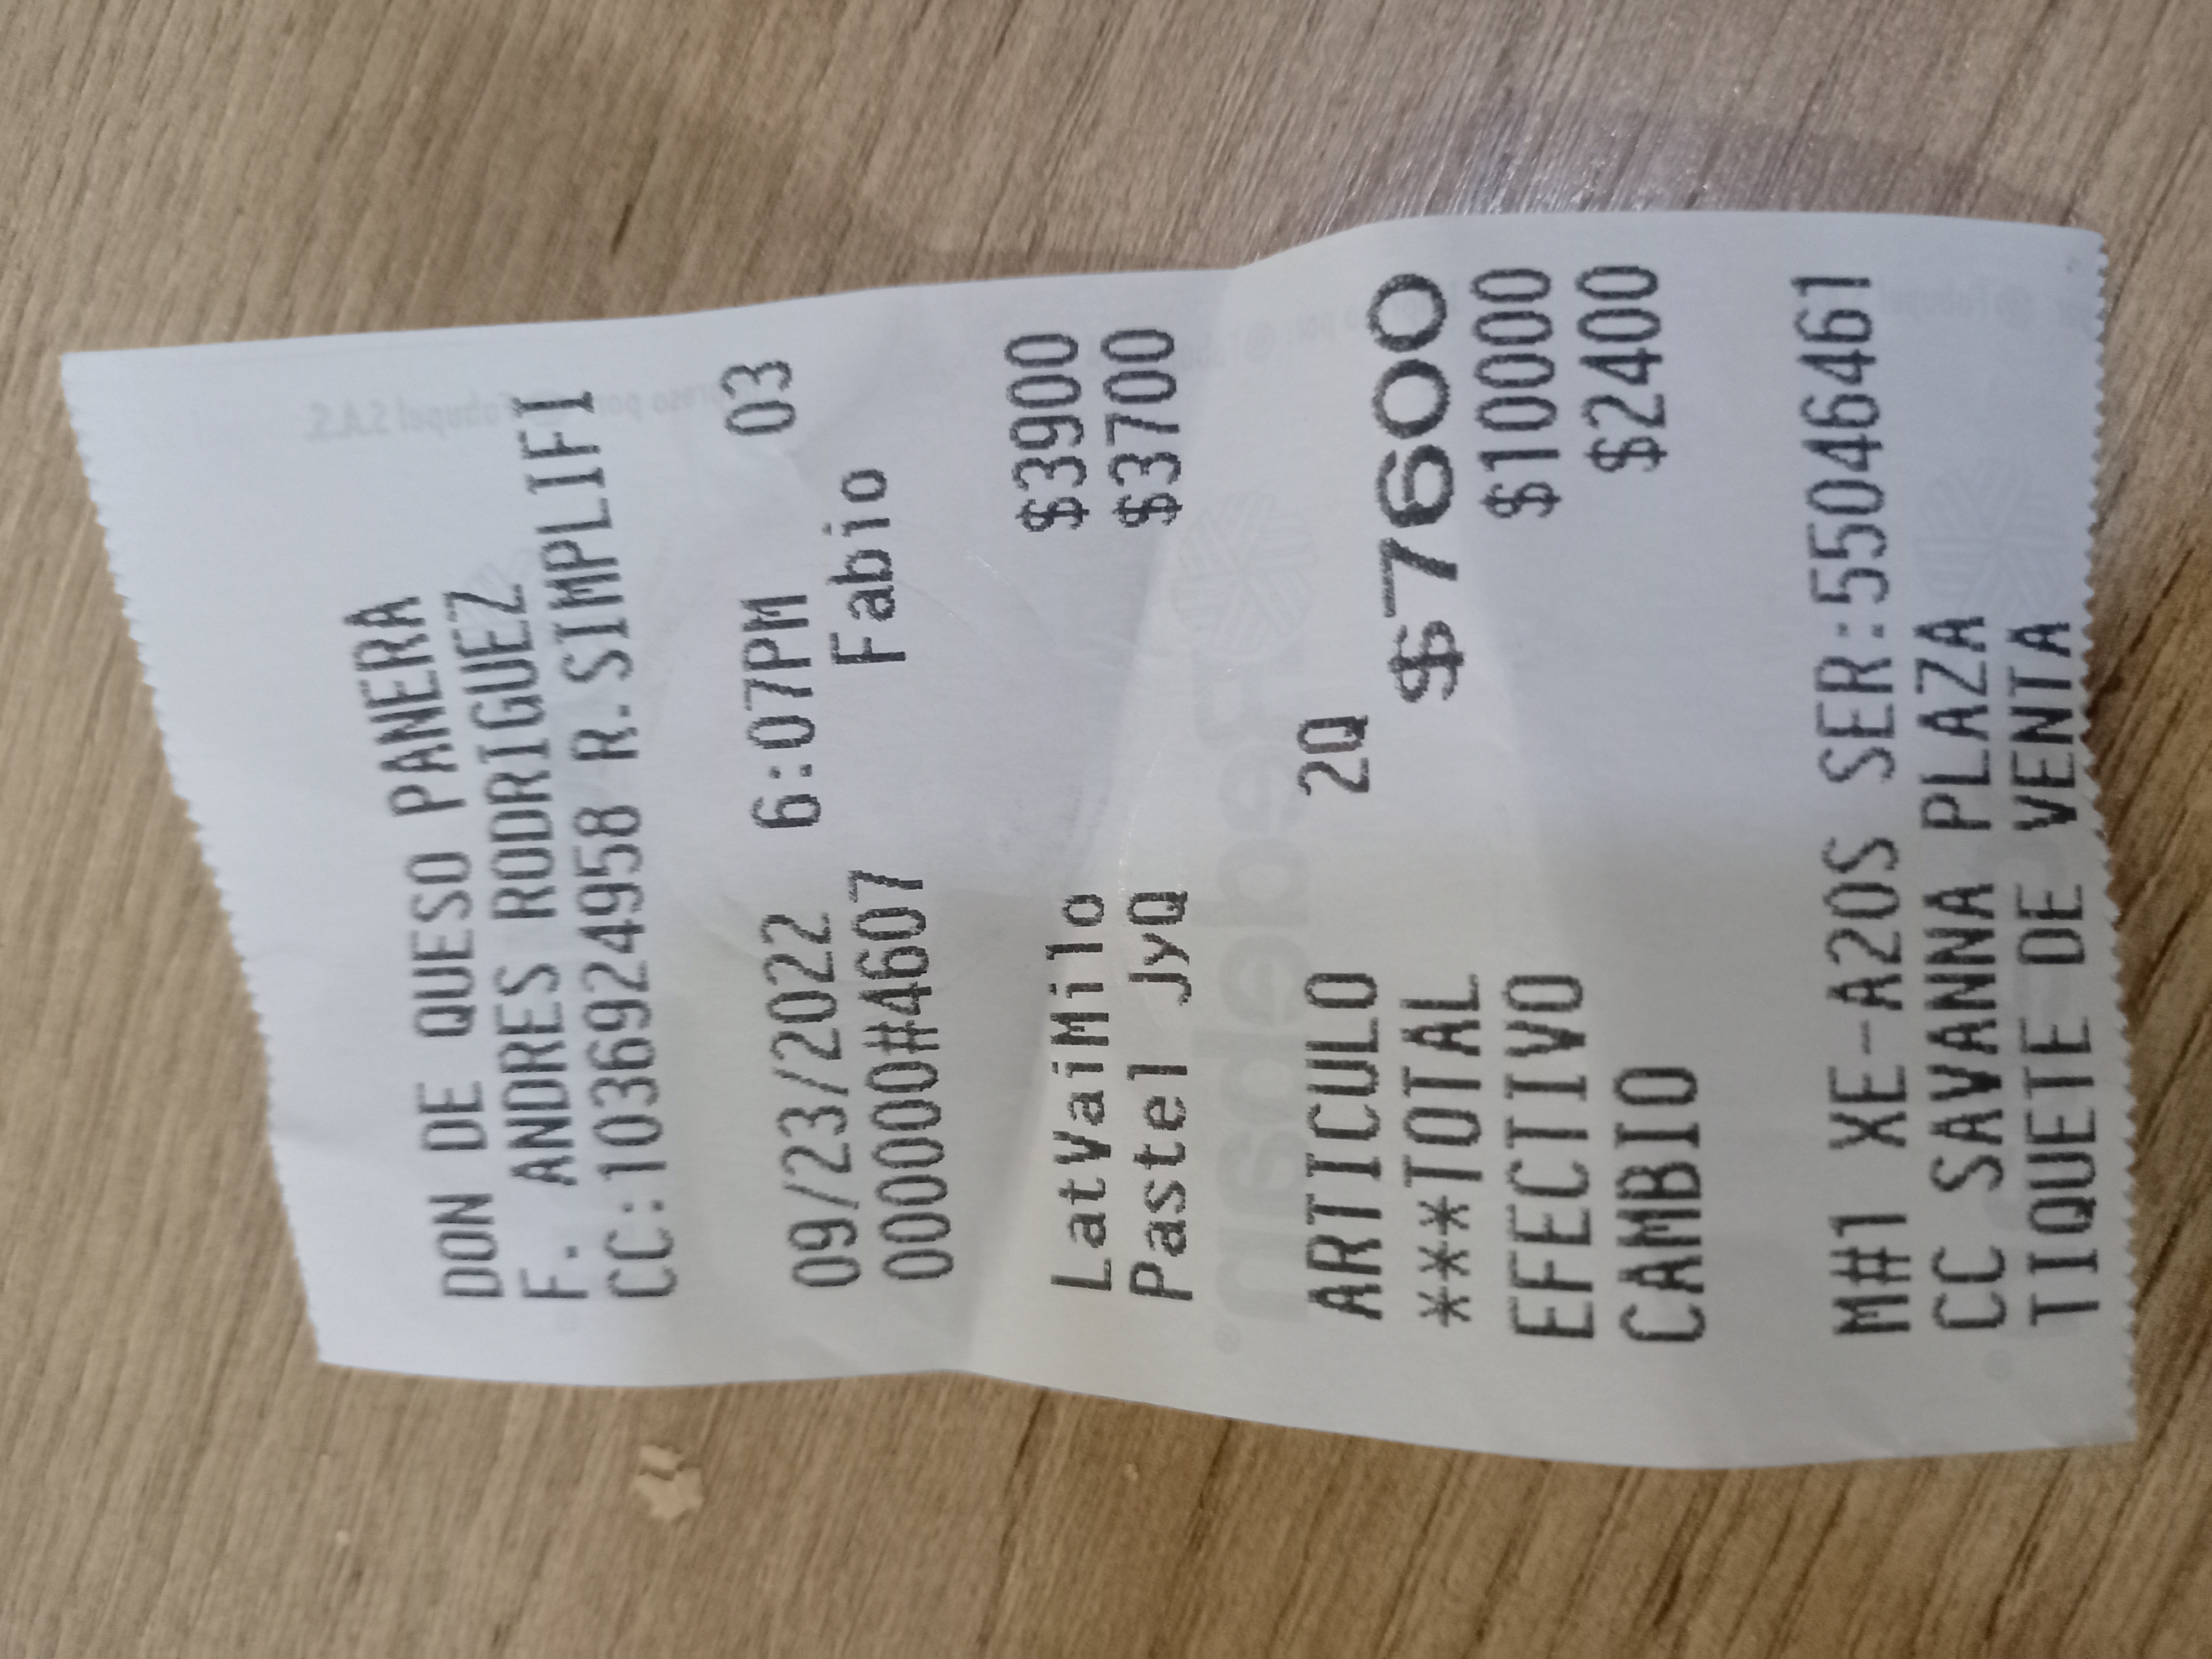 DON DE QUESO PANERA
F. ANDRES RODRIGUEZ
CC:1036924958 R.SIMPLIFI
09/23/2022 6:07PM 03
000000#4607 Fabio
LatVaiMilo $3900
Pastel JyQ $3700
ARTICULO 2Q
***TOTAL $7600
EFECTIVO $10000
CAMBIO $2400
M#1 XE-A20S SER:55046461
CC SAVANNA PLAZA
TIQUETE DE VENTA